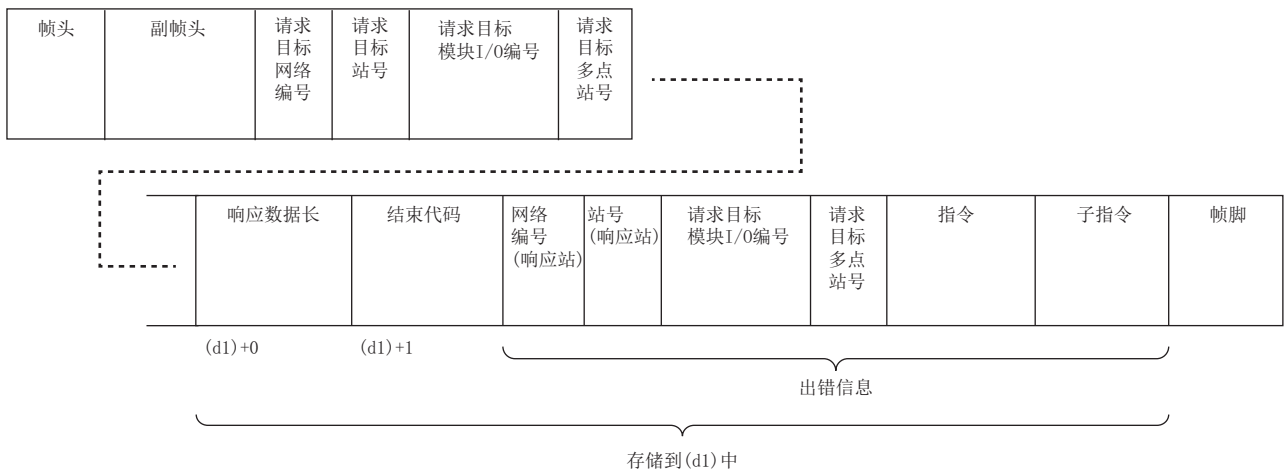 帧头
副帧头
请求
目标
网络
编号
请求
目标
站号
请求目标
模块I/O编号
请求
目标
多点
站号
响应数据长
结束代码
网络
编号
(响应站)
站号
(响应站)
请求目标
模块I/O编号
请求
目标
多点
站号
指令
子指令
帧脚
(d1)+0
(d1)+1
出错信息
存储到(d1)中